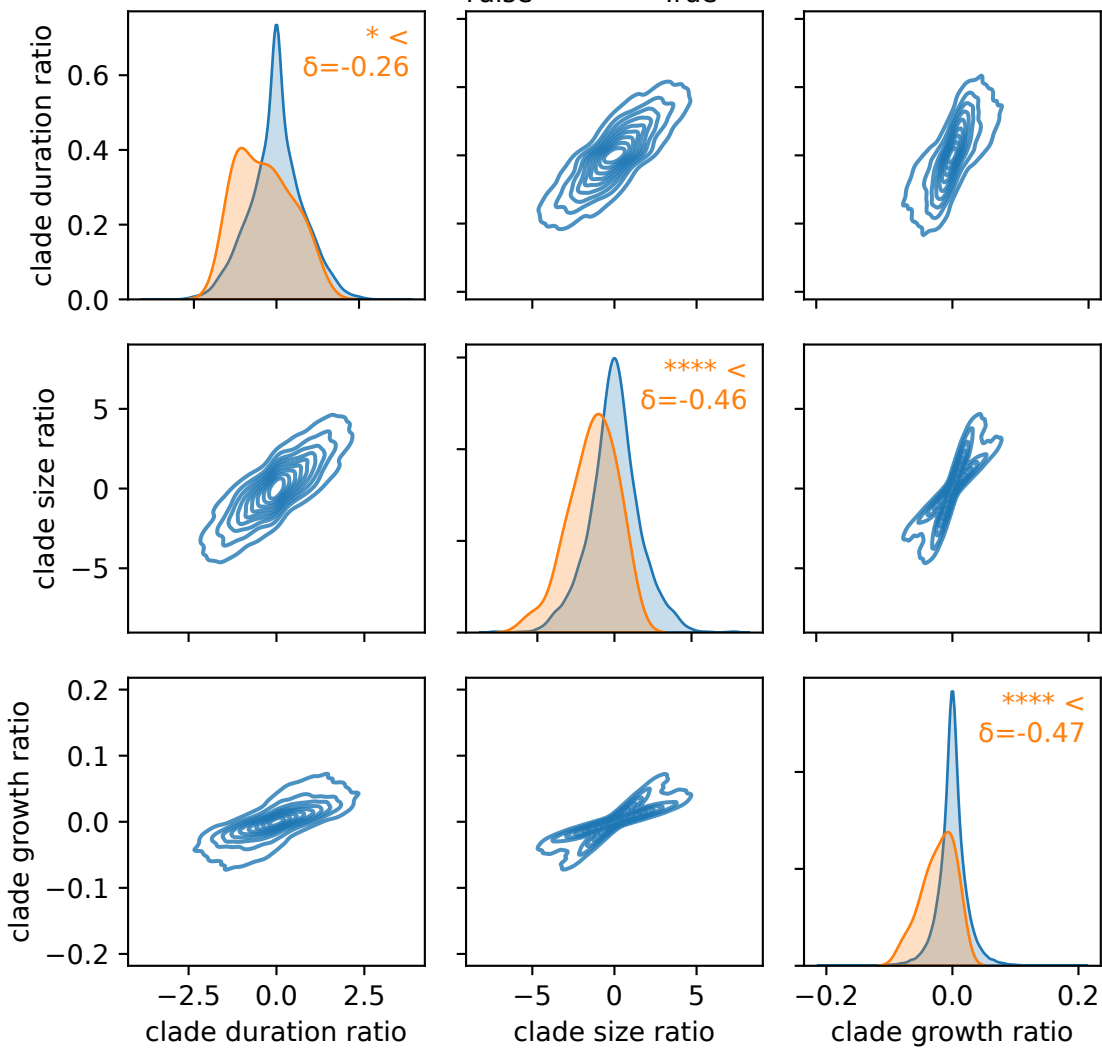 True
clade duration ratio
0.6
0.4
0.2
0.0
* <
δ=-0.26
clade size ratio
5
0
−5
**** <
δ=-0.46
clade growth ratio
0.2
0.1
0.0
−0.1
−0.2
**** <
δ=-0.47
−2.5 0.0 2.5
−5 0 5
−0.2 0.0 0.2
clade duration ratio
clade size ratio
clade growth ratio